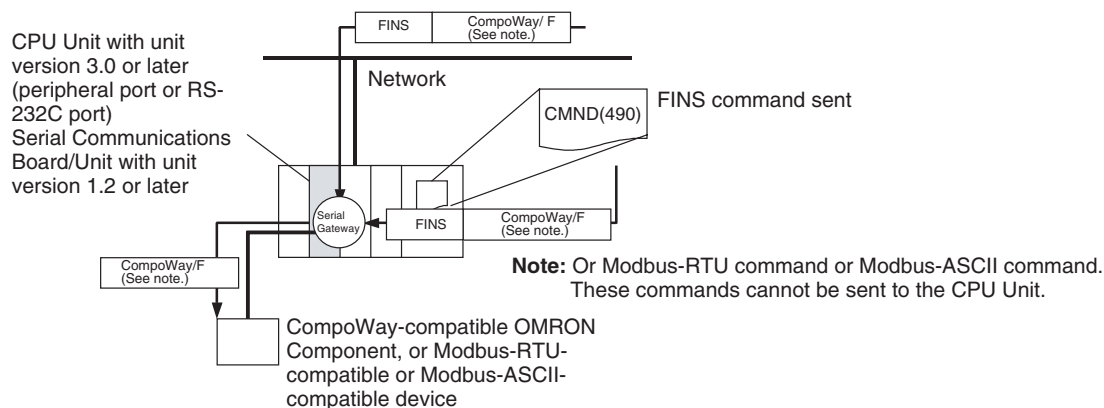 FINS
CompoWay/ F
(See note.)
CPU Unit with unit
version 3.0 or later
(peripheral port or RS-
232C port)
Serial Communications
Board/Unit with unit
version 1.2 or later
Network
CMND(490)
FINS command sent
Serial
Gateway
FINS
CompoWay/F
(See note.)
CompoWay/F
(See note.)
Note: Or Modbus-RTU command or Modbus-ASCII command.
These commands cannot be sent to the CPU Unit.
CompoWay-compatible OMRON
Component, or Modbus-RTU-
compatible or Modbus-ASCII-
compatible device